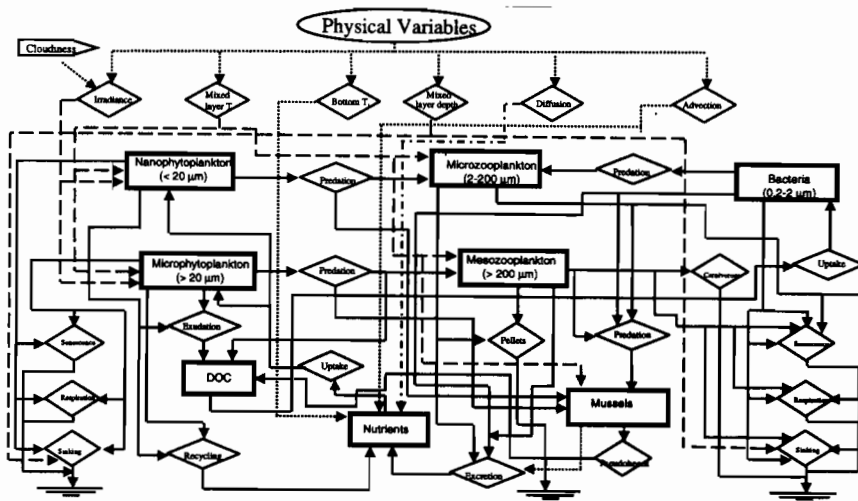 Physical Variables
Cloudness
Irradiance
Mixed
layer T.
Bottom T.
Mixed
layer depth
Diffusion
Advection
Nanophytoplankton
(< 20 µm)
Predation
Microzooplankton
(2-200 µm)
Predation
Bacteria
(0,2-2 µm)
Microphytoplankton
(> 20 µm)
Predation
Mesozooplankton
(> 200 µm)
Uptake
Exudation
Pellets
Predation
Senescence
DOC
Uptake
Respiration
Mussels
Respiration
Nutrients
Sinking
Recycling
Excretion
Sinking